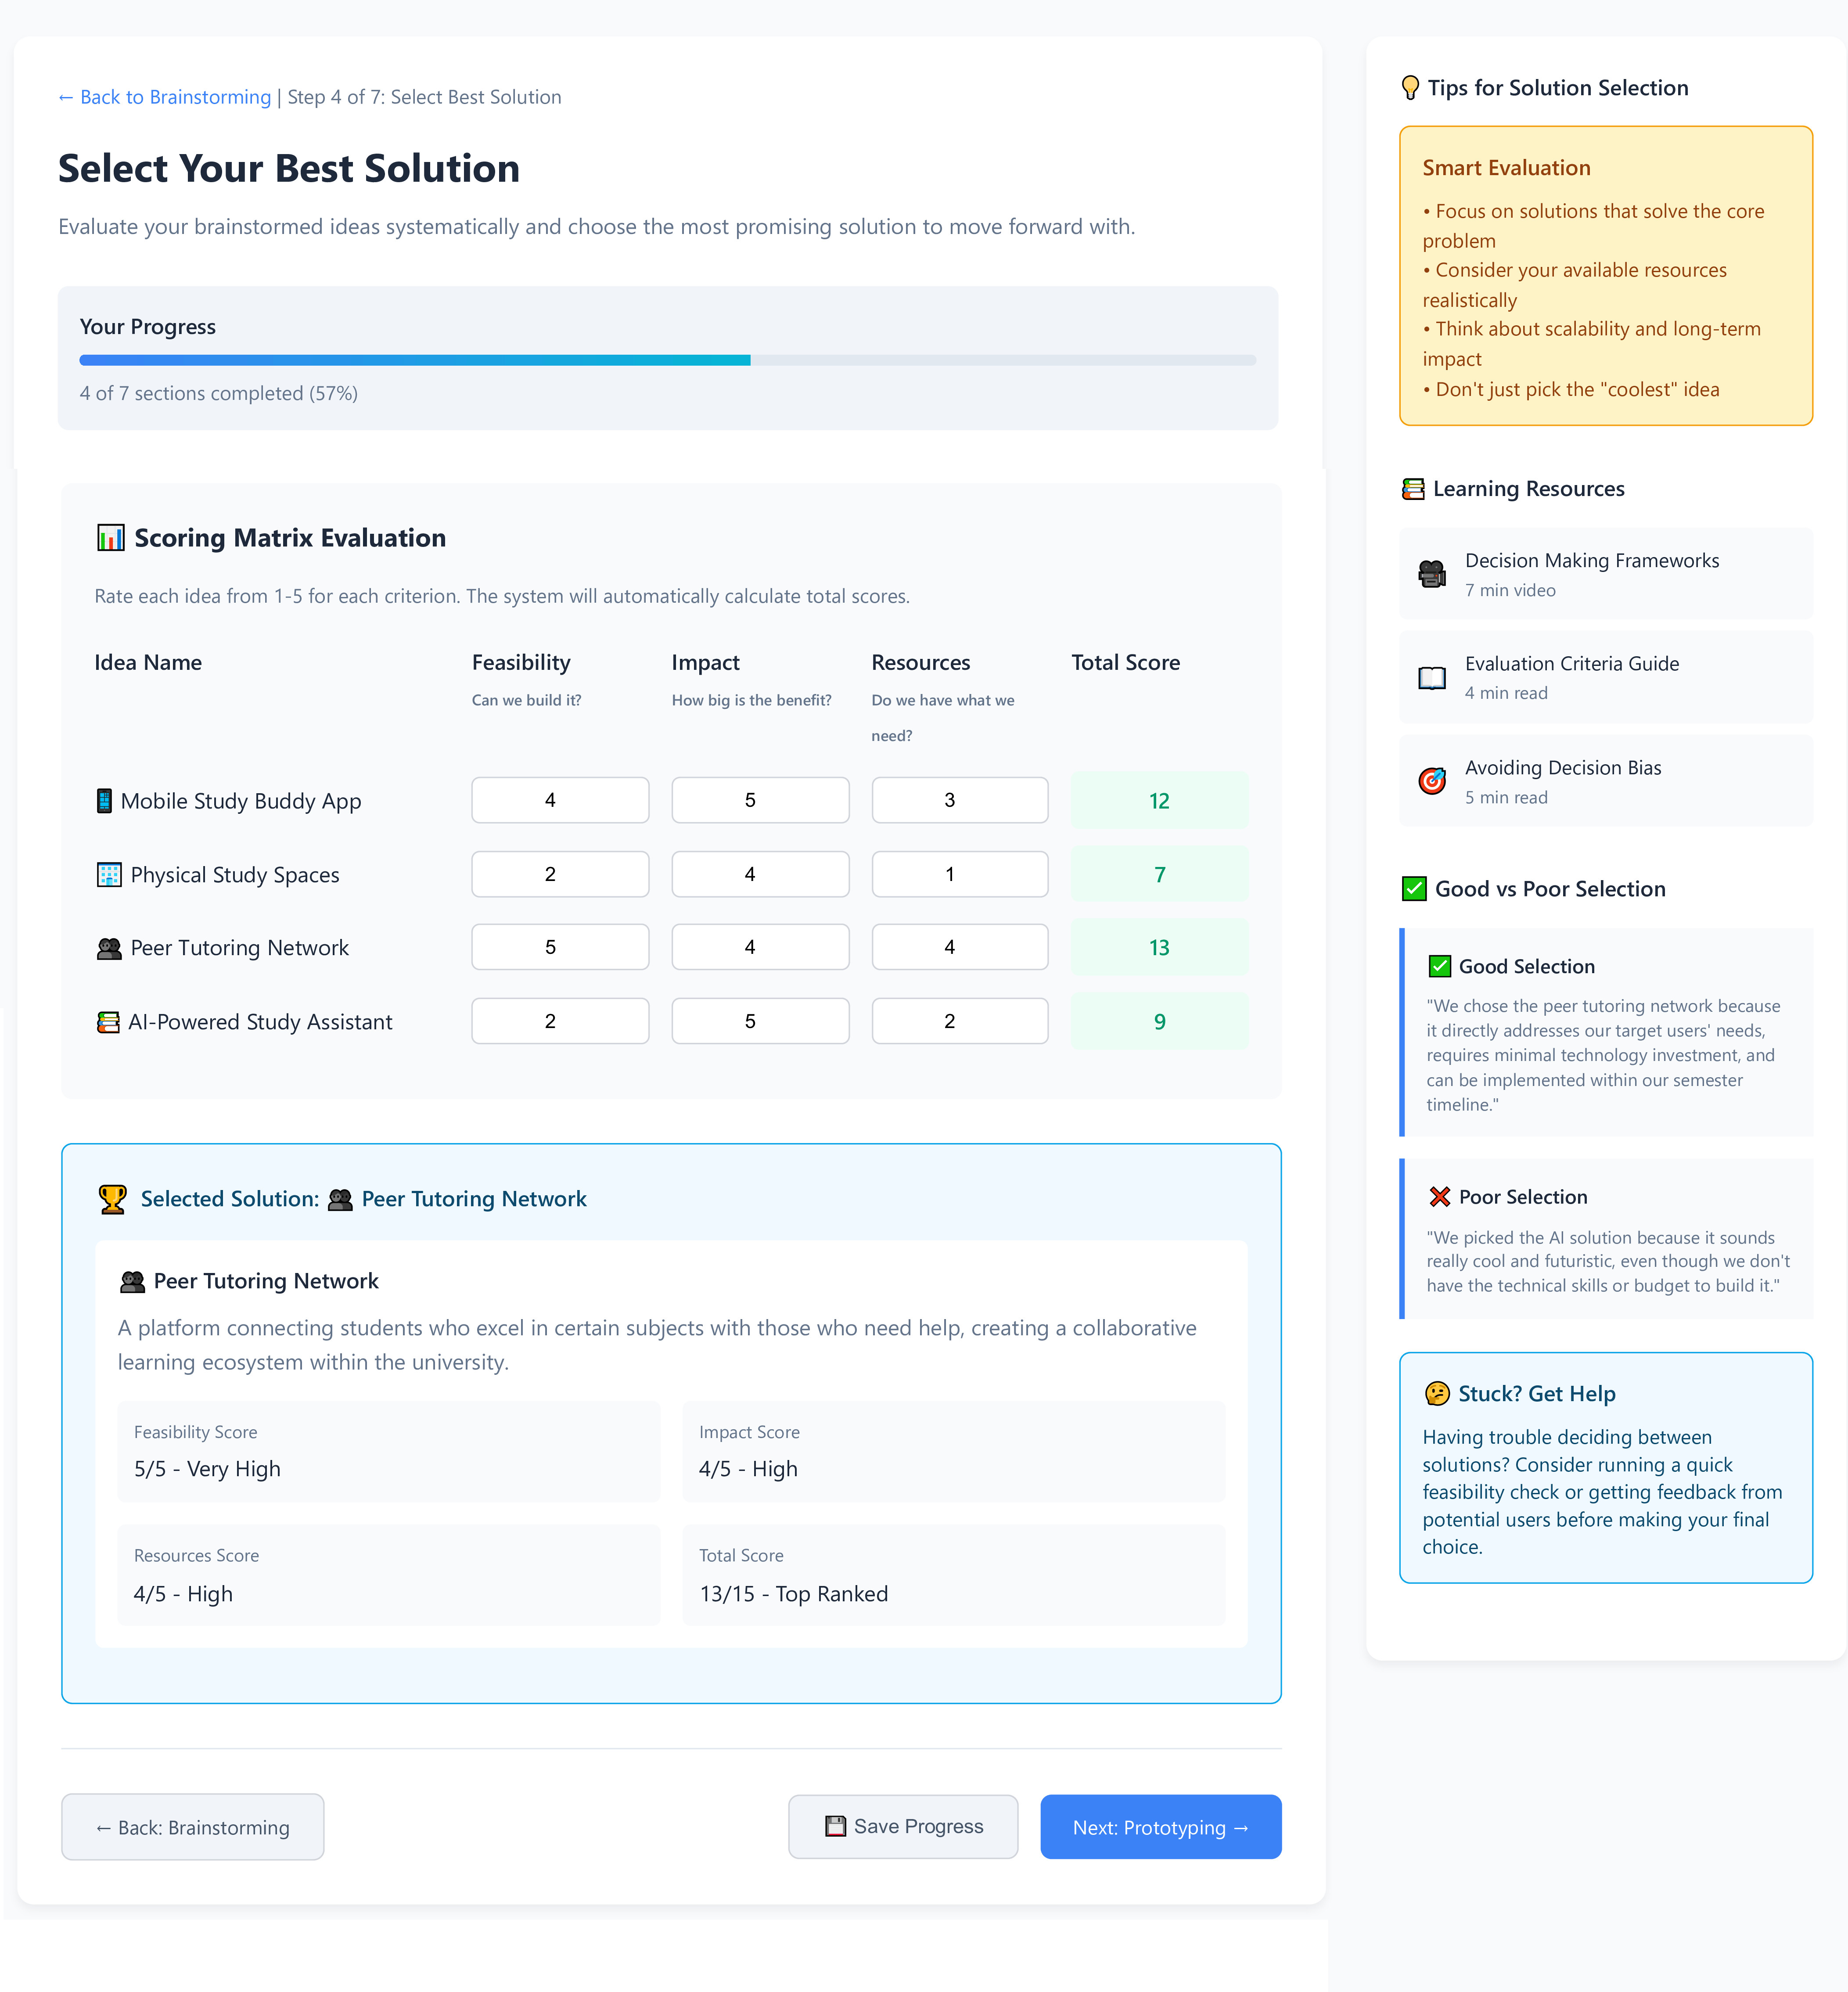 ← Back to Brainstorming | Step 4 of 7: Select Best Solution
Select Your Best Solution
Evaluate your brainstormed ideas systematically and choose the most promising solution to move forward with.
Your Progress
4 of 7 sections completed (57%)
Scoring Matrix Evaluation
Rate each idea from 1-5 for each criterion. The system will automatically calculate total scores.
Idea Name Feasibility Impact Resources Total Score
Can we build it? How big is the benefit? Do we have what we
need?
Mobile Study Buddy App 4 5 3 12
Physical Study Spaces 2 4 1 7
Peer Tutoring Network 5 4 4 13
AI-Powered Study Assistant 2 5 2 9
Selected Solution: Peer Tutoring Network
Peer Tutoring Network
A platform connecting students who excel in certain subjects with those who need help, creating a collaborative
learning ecosystem within the university.
Feasibility Score
5/5 - Very High
Impact Score
4/5 - High
Resources Score
4/5 - High
Total Score
13/15 - Top Ranked
← Back: Brainstorming
Save Progress
Next: Prototyping →
Tips for Solution Selection
Smart Evaluation
• Focus on solutions that solve the core
problem
• Consider your available resources
realistically
• Think about scalability and long-term
impact
• Don't just pick the "coolest" idea
Learning Resources
Decision Making Frameworks
7 min video
Evaluation Criteria Guide
4 min read
Avoiding Decision Bias
5 min read
Good vs Poor Selection
Good Selection
"We chose the peer tutoring network because
it directly addresses our target users' needs,
requires minimal technology investment, and
can be implemented within our semester
timeline."
Poor Selection
"We picked the AI solution because it sounds
really cool and futuristic, even though we don't
have the technical skills or budget to build it."
Stuck? Get Help
Having trouble deciding between
solutions? Consider running a quick
feasibility check or getting feedback from
potential users before making your final
choice.